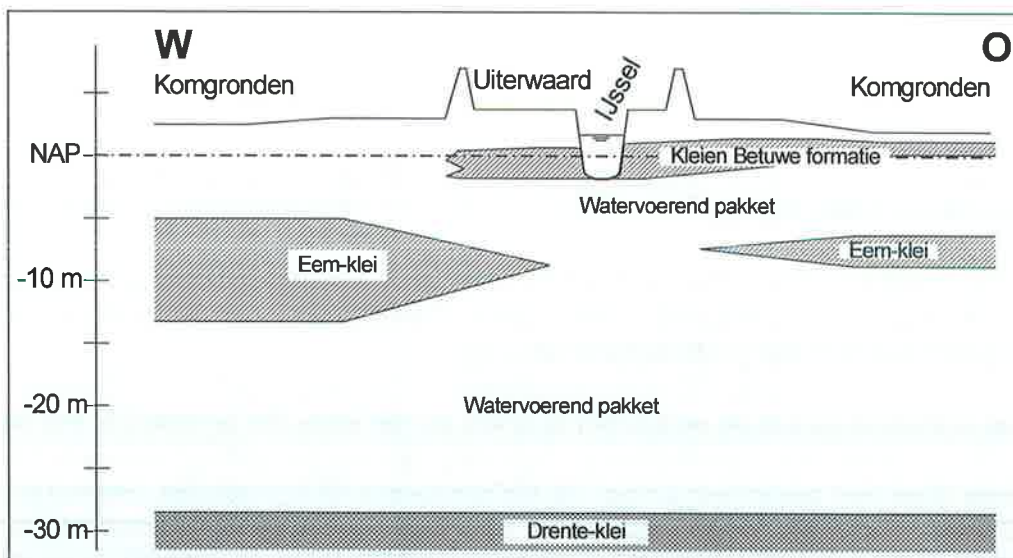 W
O
Komgronden
Uiterwaard
IJssel
Komgronden
NAP
Kleien Betuwe formatie
Watervoerend pakket
Eem-klei
Eem-klei
-10 m
-20 m
Watervoerend pakket
-30 m
Drente-klei